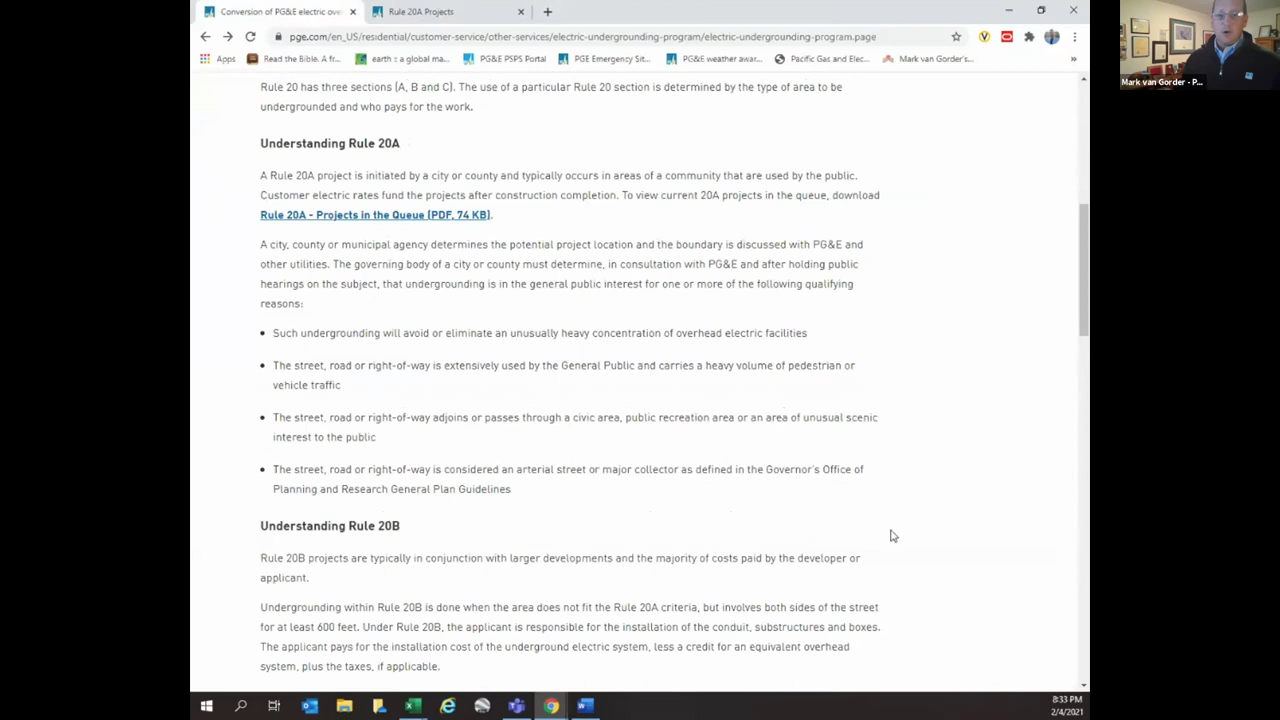 Conversion of PG&E electric ove
Rule 20A Projects
pge.com/en_US/residential/customer-service/other-services/electric-undergrounding-program/electric-undergrounding-program.page
Apps
Read the Bible. A fr...
earth :: a global ma...
PG&E PSPS Portal
PGE Emergency Sit...
PG&E weather awar...
Pacific Gas and Elec...
Mark van Gorder's...
»
Mark van Gorder - P...
Rule 20 has three sections (A, B and C). The use of a particular Rule 20 section is determined by the type of area to be
undergrounded and who pays for the work.
Understanding Rule 20A
A Rule 20A project is initiated by a city or county and typically occurs in areas of a community that are used by the public.
Customer electric rates fund the projects after construction completion. To view current 20A projects in the queue, download
Rule 20A - Projects in the Queue (PDF, 74 KB).
A city, county or municipal agency determines the potential project location and the boundary is discussed with PG&E and
other utilities. The governing body of a city or county must determine, in consultation with PG&E and after holding public
hearings on the subject, that undergrounding is in the general public interest for one or more of the following qualifying
reasons:
• Such undergrounding will avoid or eliminate an unusually heavy concentration of overhead electric facilities
• The street, road or right-of-way is extensively used by the General Public and carries a heavy volume of pedestrian or
vehicle traffic
• The street, road or right-of-way adjoins or passes through a civic area, public recreation area or an area of unusual scenic
interest to the public
• The street, road or right-of-way is considered an arterial street or major collector as defined in the Governor's Office of
Planning and Research General Plan Guidelines
Understanding Rule 20B
Rule 20B projects are typically in conjunction with larger developments and the majority of costs paid by the developer or
applicant.
Undergrounding within Rule 20B is done when the area does not fit the Rule 20A criteria, but involves both sides of the street
for at least 600 feet. Under Rule 20B, the applicant is responsible for the installation of the conduit, substructures and boxes.
The applicant pays for the installation cost of the underground electric system, less a credit for an equivalent overhead
system, plus the taxes, if applicable.
8:33 PM
2/4/2021